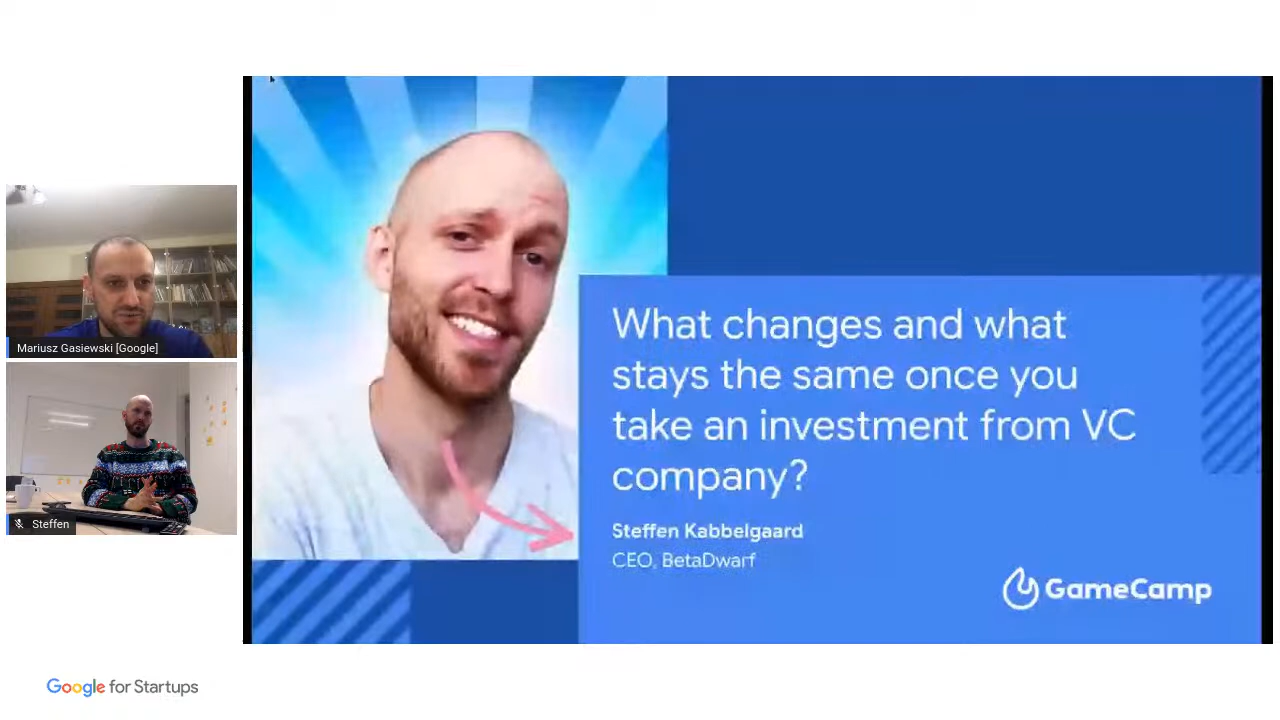 Mariusz Gasiewski [Google]
Steffen
What changes and what
stays the same once you
take an investment from VC
company?
Steffen Kabbelgaard
CEO, BetaDwarf
GameCamp
Google for Startups